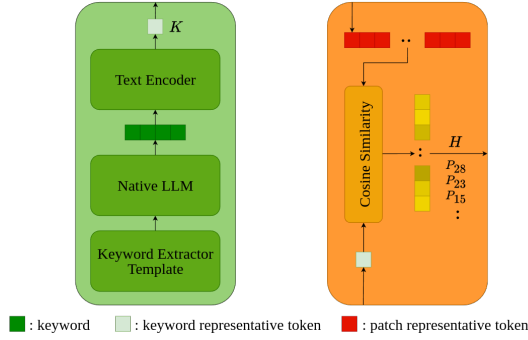 K
Text Encoder
Native LLM
Keyword Extractor
Template
..
Cosine Similarity
:
H
P28
P23
P15
:
: keyword
: keyword representative token
: patch representative token